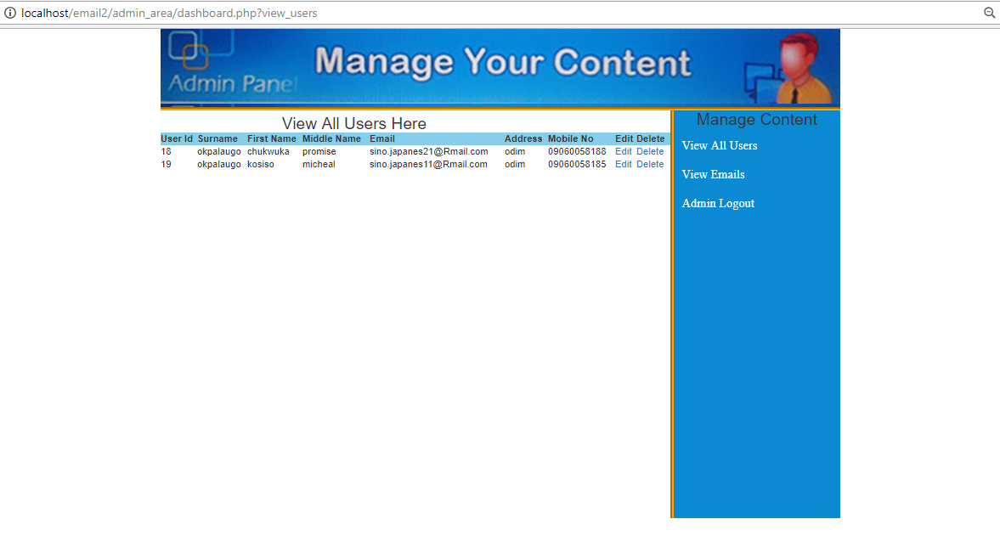 localhost/email2/admin_area/dashboard.php?view_users
Admin Panel
Manage Your Content
View All Users Here
User Id Surname First Name Middle Name Email Address Mobile No Edit Delete
18 okpalaugo chukwuka promise sino.japanes21@Rmail.com odim 09060058188 Edit Delete
19 okpalaugo kosiso micheal sino.japanes11@Rmail.com odim 09060058185 Edit Delete
Manage Content
View All Users
View Emails
Admin Logout